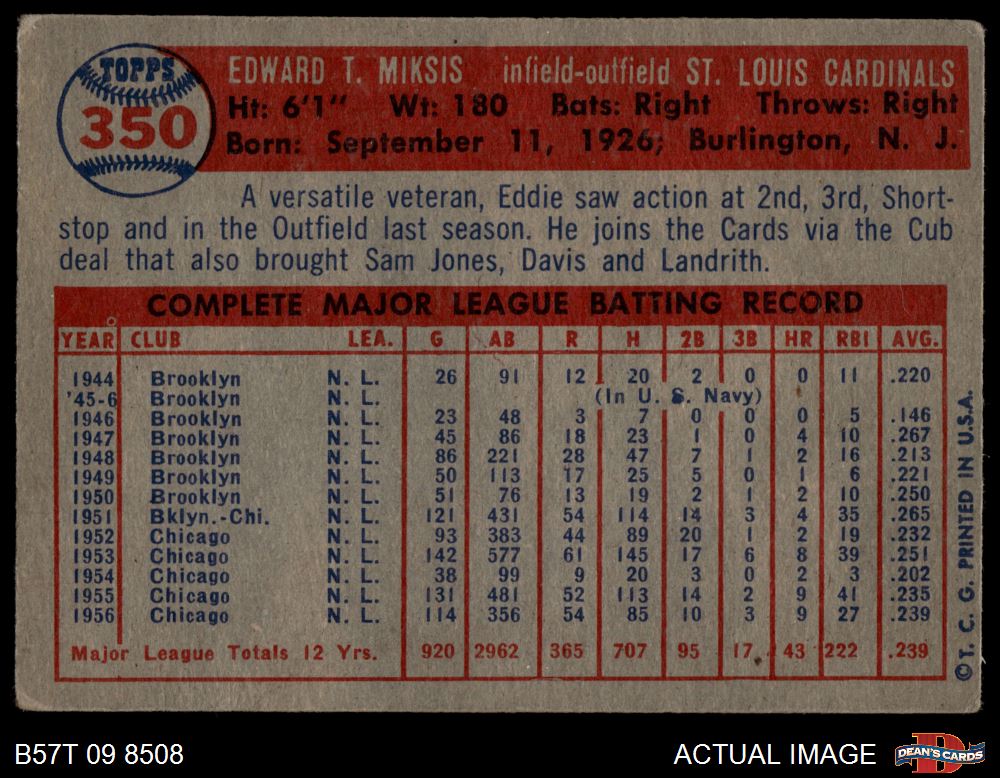 TOPPS
350
EDWARD T. MIKSIS infield-outfield ST. LOUIS CARDINALS
Ht: 6'1" Wt: 180 Bats: Right Throws: Right
Born: September 11, 1926; Burlington, N. J.
A versatile veteran, Eddie saw action at 2nd, 3rd, Short-
stop and in the Outfield last season. He joins the Cards via the Cub
deal that also brought Sam Jones, Davis and Landrith.
COMPLETE MAJOR LEAGUE BATTING RECORD
YEAR CLUB LEA. G AB R H 2B 3B HR RBI AVG.
1944 Brooklyn N. L. 26 91 12 20 2 0 0 11 .220
'45-6 Brooklyn N. L. (In U. S. Navy)
1946 Brooklyn N. L. 23 48 3 7 0 0 0 5 .146
1947 Brooklyn N. L. 45 86 18 23 1 0 4 10 .267
1948 Brooklyn N. L. 86 221 28 47 7 1 2 16 .213
1949 Brooklyn N. L. 50 113 17 25 5 0 1 6 .221
1950 Brooklyn N. L. 51 76 13 19 2 1 2 10 .250
1951 Bklyn.-Chi. N. L. 121 431 54 114 14 3 4 35 .265
1952 Chicago N. L. 93 383 44 89 20 1 2 19 .232
1953 Chicago N. L. 142 577 61 145 17 6 8 39 .251
1954 Chicago N. L. 38 99 9 20 3 0 2 3 .202
1955 Chicago N. L. 131 481 52 113 14 2 9 41 .235
1956 Chicago N. L. 114 356 54 85 10 3 9 27 .239
Major League Totals 12 Yrs. 920 2962 365 707 95 17 43 222 .239
©T. C. G. PRINTED IN U.S.A.
B57T 09 8508
ACTUAL IMAGE
DEAN'S CARDS